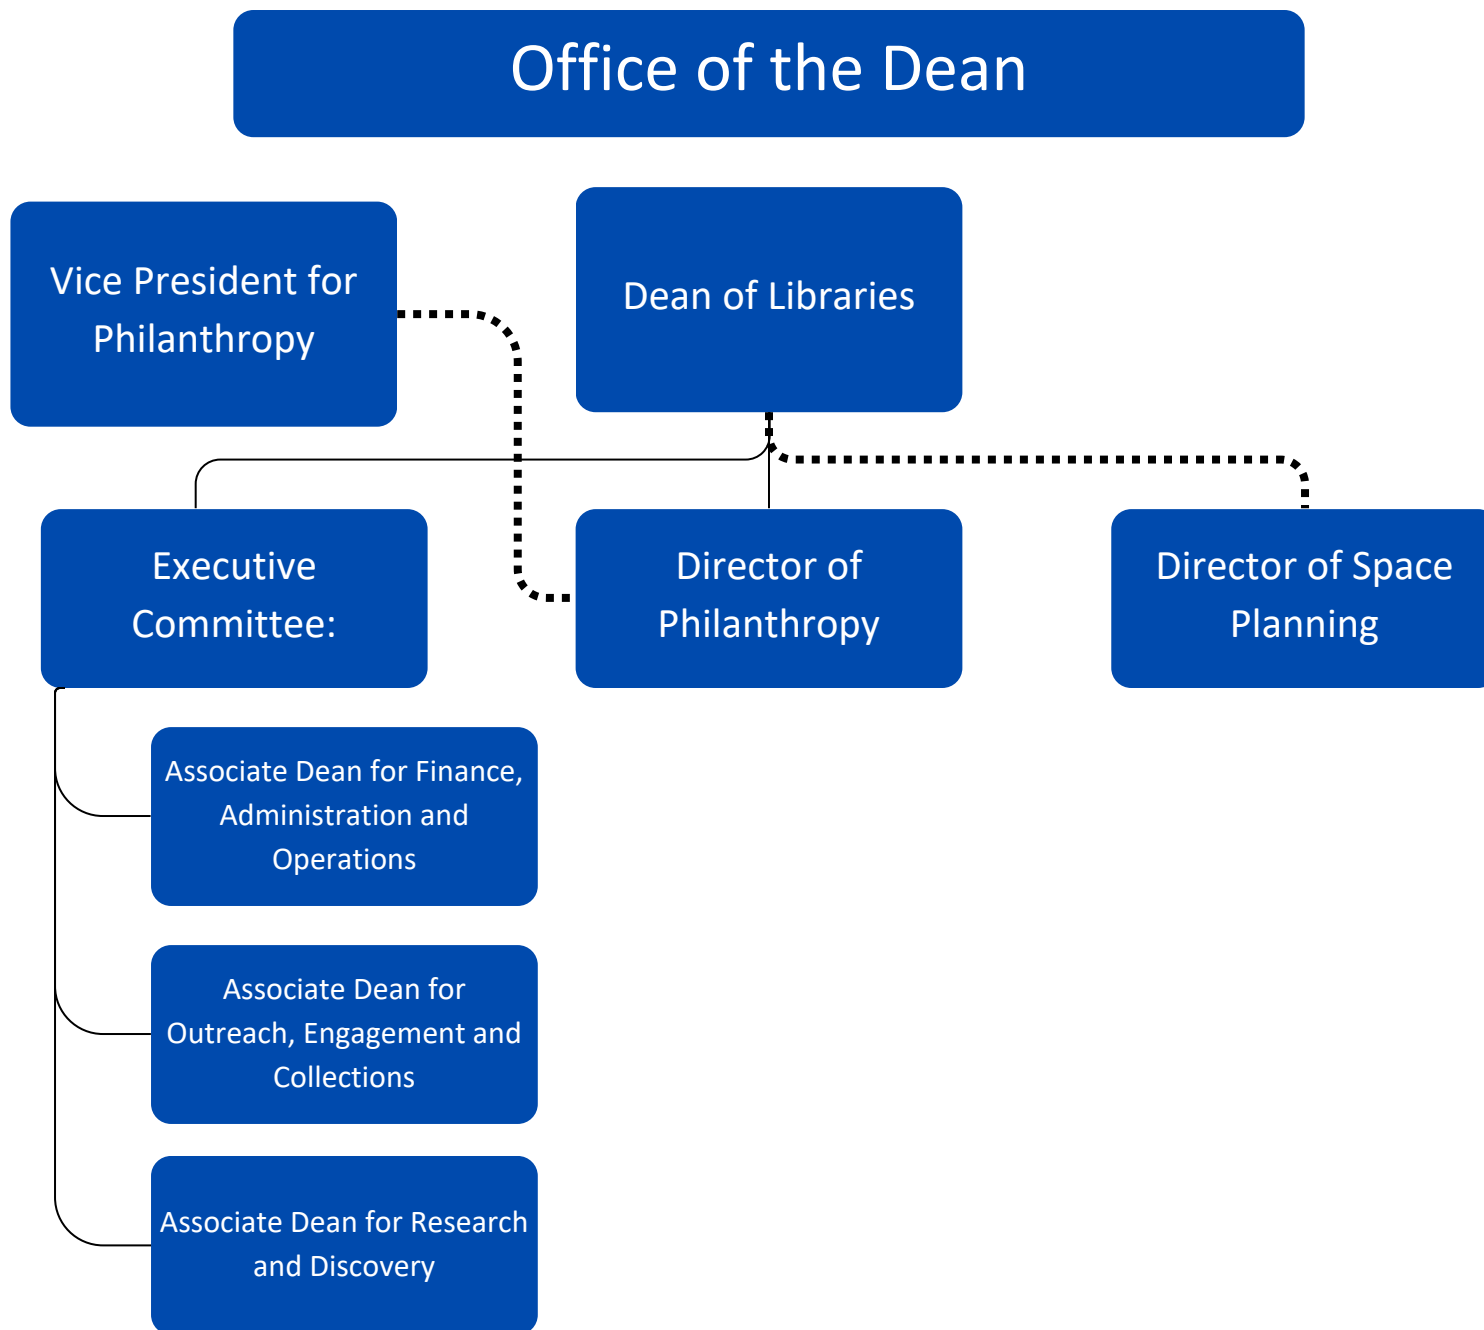 Office of the Dean
Vice President for
Philanthropy
Dean of Libraries
Executive
Committee:
Director of
Philanthropy
Director of Space
Planning
Associate Dean for Finance,
Administration and
Operations
Associate Dean for
Outreach, Engagement and
Collections
Associate Dean for Research
and Discovery